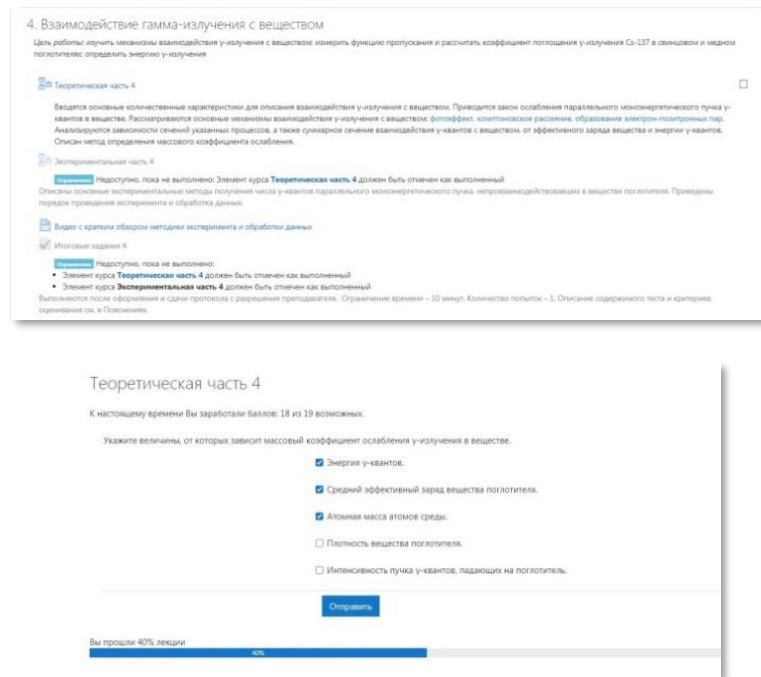 4. Взаимодействие гамма-излучения с веществом
Цель работы: изучить механизмы взаимодействия γ-излучения с веществом; измерить функцию пропускания и рассчитать коэффициент поглощения γ-излучения Cs-137 в свинцовом и медном
поглотителях; определить энергию γ-излучения
Теоретическая часть 4
Вводятся основные количественные характеристики для описания взаимодействия γ-излучения с веществом. Приводится закон ослабления параллельного моноэнергетического пучка γ-
квантов в веществе. Рассматриваются основные механизмы взаимодействия γ-излучения с веществом: фотоэффект, комптоновское рассеяние, образование электрон-позитронных пар.
Анализируются зависимости сечений указанных процессов, а также суммарное сечение взаимодействия γ-квантов с веществом, от эффективного заряда вещества и энергии γ-квантов.
Описан метод определения массового коэффициента ослабления.
Экспериментальная часть 4
Ограничено Недоступно, пока не выполнено: Элемент курса Теоретическая часть 4 должен быть отмечен как выполненный
Описаны основные экспериментальные методы получения числа γ-квантов параллельного моноэнергетического пучка, непровзаимодействовавших в веществе поглотителя. Приведены
порядок проведения эксперимента и обработка данных.
Видео с кратким обзором методики эксперимента и обработки данных
Итоговые задания 4
Ограничено Недоступно, пока не выполнено:
• Элемент курса Теоретическая часть 4 должен быть отмечен как выполненный
• Элемент курса Экспериментальная часть 4 должен быть отмечен как выполненный
Выполняются после оформления и сдачи протокола с разрешения преподавателя. Ограничение времени – 10 минут. Количество попыток – 1. Описание содержимого теста и критериев
оценивания см. в Пояснениях.
Теоретическая часть 4
К настоящему времени Вы заработали баллов: 18 из 19 возможных.
Укажите величины, от которых зависит массовый коэффициент ослабления γ-излучения в веществе.
Энергия γ-квантов.
Средний эффективный заряд вещества поглотителя.
Атомная масса атомов среды.
Плотность вещества поглотителя.
Интенсивность пучка γ-квантов, падающих на поглотитель.
Отправить
Вы прошли 40% лекции
40%